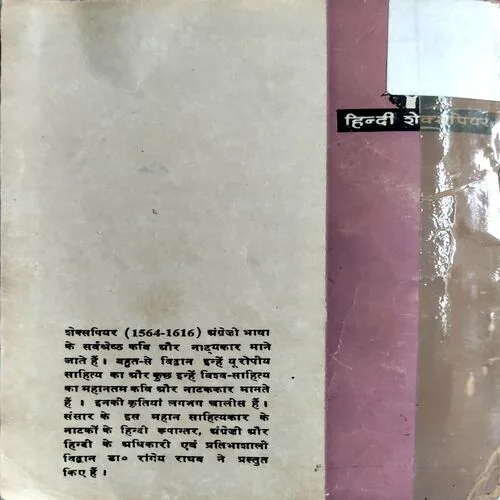 हिन्दी शेक्सपियर
शेक्सपियर (1564-1616) अंग्रेज़ी भाषा
के सर्वश्रेष्ठ कवि और नाट्यकार माने
जाते हैं। बहुत-से विद्वान इन्हें यूरोपीय
साहित्य का और कुछ इन्हें विश्व-साहित्य
का महानतम कवि और नाटककार मानते
हैं। इनकी कृतियां लगभग चालीस हैं।
संसार के इस महान साहित्यकार के
नाटकों के हिन्दी रूपान्तर, अंग्रेज़ी और
हिन्दी के अधिकारी एवं प्रतिभाशाली
विद्वान डा० रांगेय राघव ने प्रस्तुत
किए हैं।